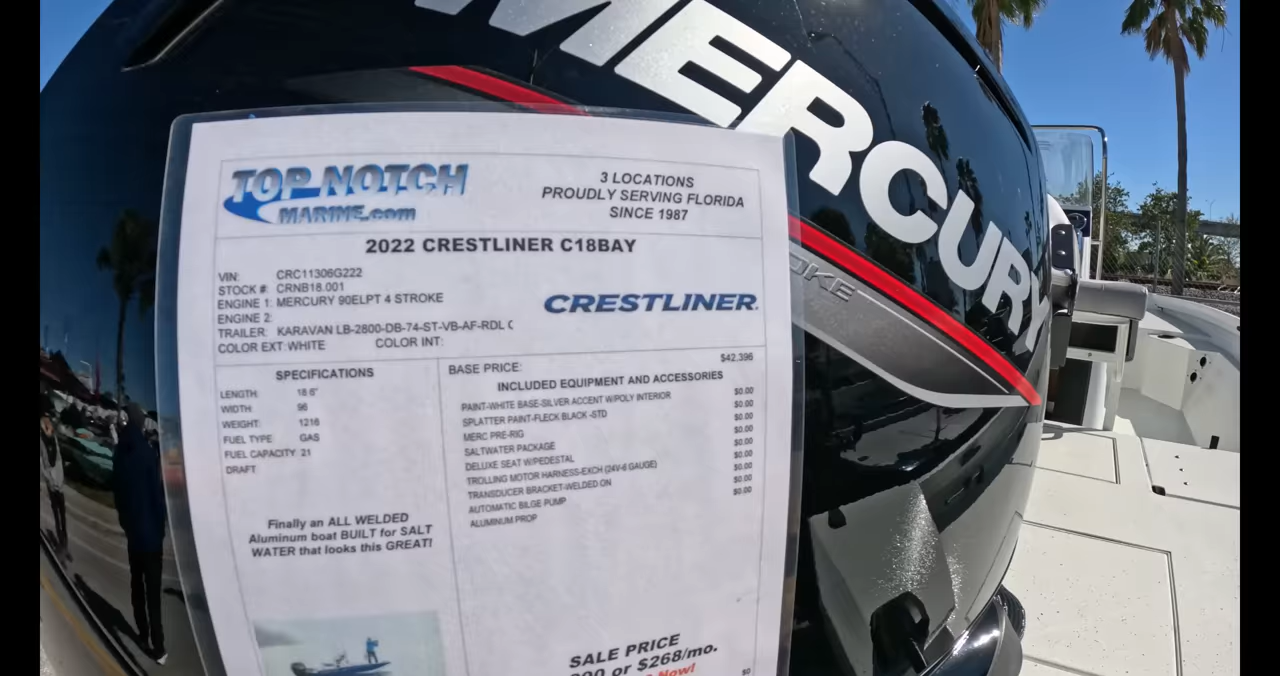 MERCURY
OKE
TOP NOTCH
MARINE.com
3 LOCATIONS
PROUDLY SERVING FLORIDA
SINCE 1987
2022 CRESTLINER C18BAY
VIN: CRC11306G222
STOCK #: CRNB18.001
ENGINE 1: MERCURY 90ELPT 4 STROKE
ENGINE 2:
TRAILER: KARAVAN LB-2800-DB-74-ST-VB-AF-RDL C
COLOR EXT: WHITE COLOR INT:
CRESTLINER.
SPECIFICATIONS
LENGTH: 18 6"
WIDTH: 96
WEIGHT: 1216
FUEL TYPE GAS
FUEL CAPACITY 21
DRAFT
Finally an ALL WELDED
Aluminum boat BUILT for SALT
WATER that looks this GREAT!
BASE PRICE: $42,396
INCLUDED EQUIPMENT AND ACCESSORIES
PAINT-WHITE BASE-SILVER ACCENT W/POLY INTERIOR $0.00
SPLATTER PAINT-FLECK BLACK -STD $0.00
MERC PRE-RIG $0.00
SALTWATER PACKAGE $0.00
DELUXE SEAT W/PEDESTAL $0.00
TROLLING MOTOR HARNESS-EXCH (24V-6 GAUGE) $0.00
TRANSDUCER BRACKET-WELDED ON $0.00
AUTOMATIC BILGE PUMP $0.00
ALUMINUM PROP
SALE PRICE
00 or $268/mo.
Now!
$0